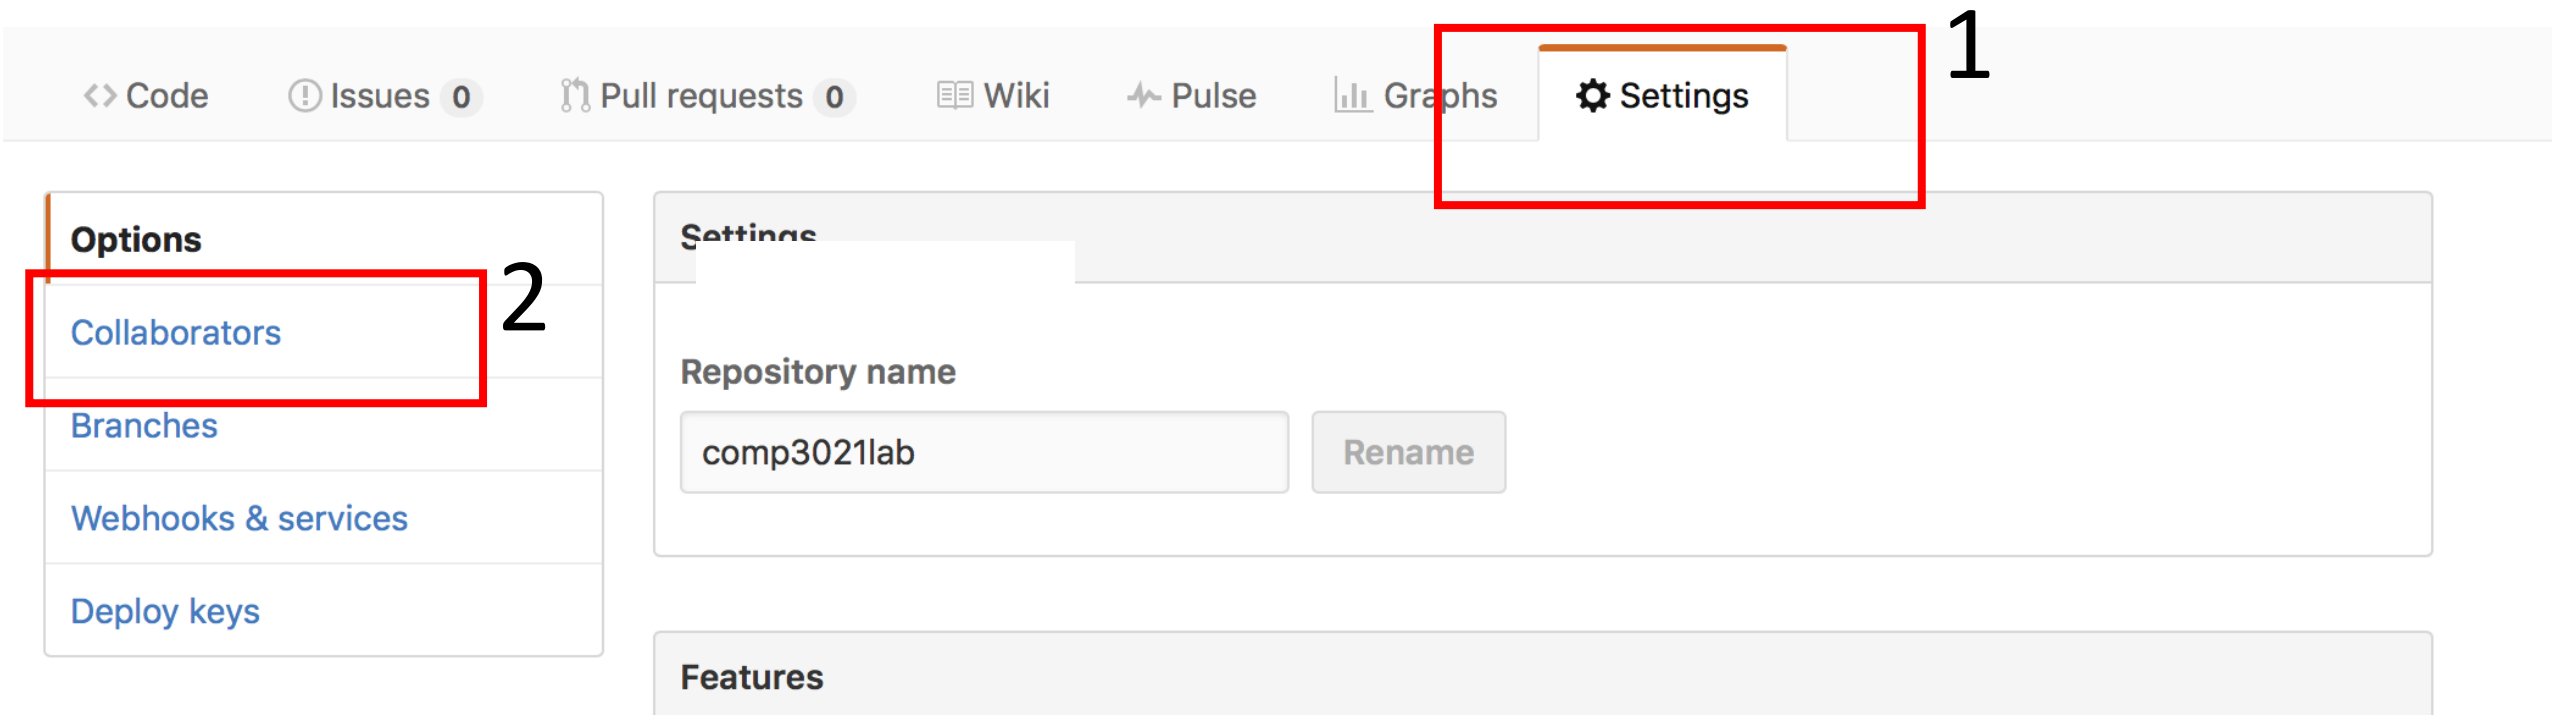 Code Issues 0 Pull requests 0 Wiki Pulse Graphs Settings 1
Options
Collaborators 2
Branches
Webhooks & services
Deploy keys
Settings
Repository name
comp3021lab Rename
Features